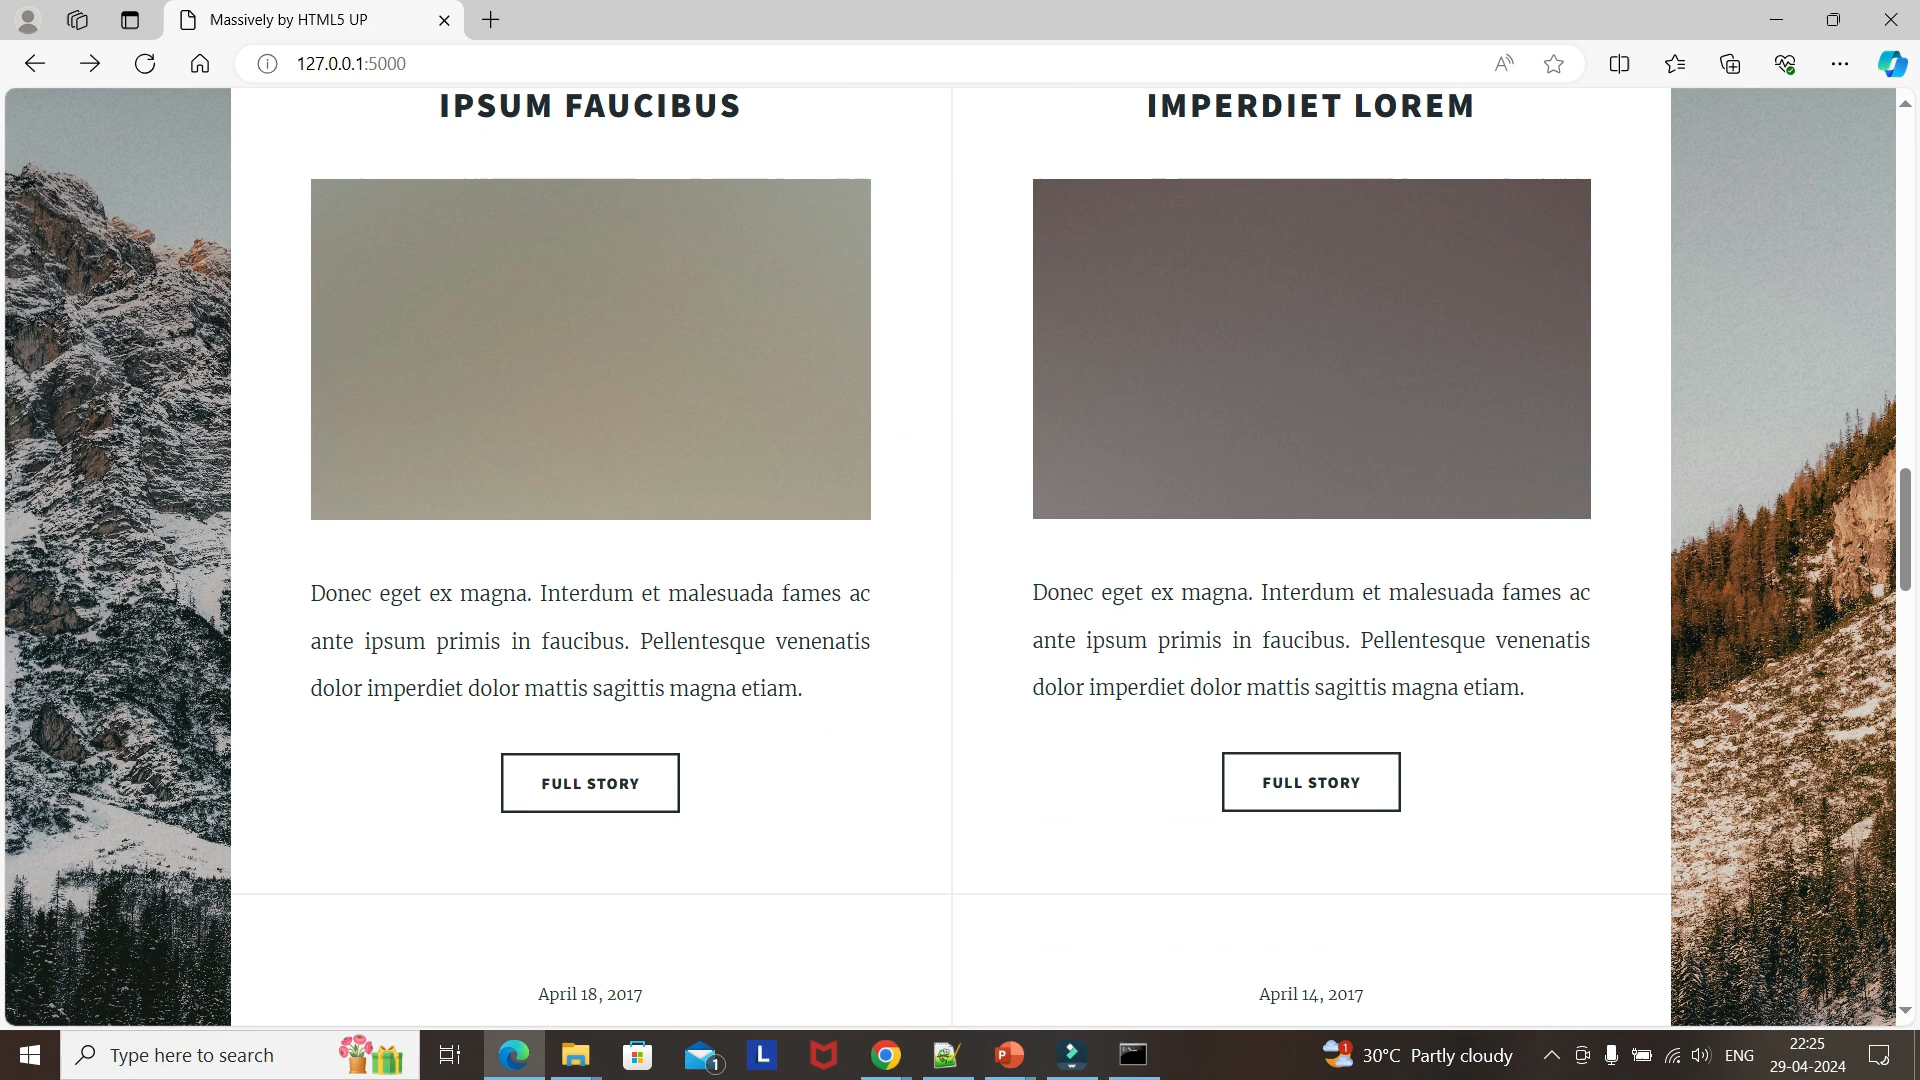 Massively by HTML5 UP
127.0.0.1:5000
IPSUM FAUCIBUS
Donec eget ex magna. Interdum et malesuada fames ac
ante ipsum primis in faucibus. Pellentesque venenatis
dolor imperdiet dolor mattis sagittis magna etiam.
FULL STORY
April 18, 2017
IMPERDIET LOREM
Donec eget ex magna. Interdum et malesuada fames ac
ante ipsum primis in faucibus. Pellentesque venenatis
dolor imperdiet dolor mattis sagittis magna etiam.
FULL STORY
April 14, 2017
Type here to search
1
L
P
1
30°C Partly cloudy
ENG
22:25
29-04-2024